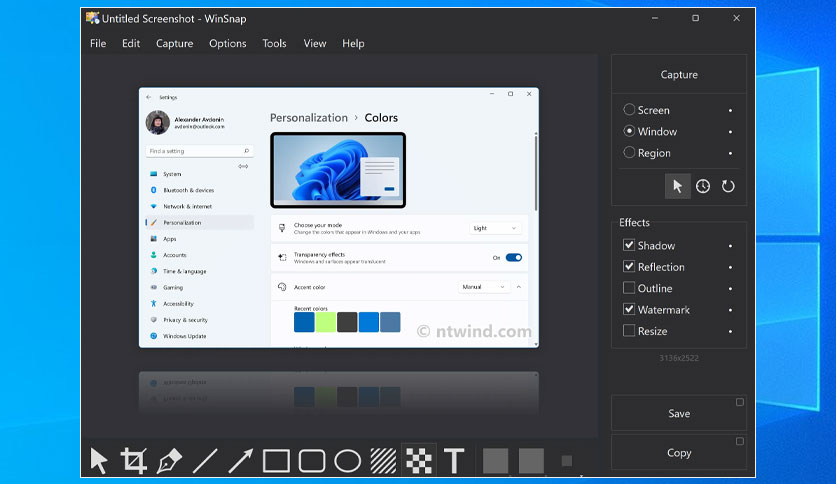 Untitled Screenshot - WinSnap
File Edit Capture Options Tools View Help
Settings
Alexander Avdonin
avdonin@outlook.com
Find a setting
System
Bluetooth & devices
Network & internet
Personalization
Apps
Accounts
Time & language
Gaming
Accessibility
Privacy & security
Windows Update
Personalization > Colors
Choose your mode
Change the colors that appear in Windows and your apps
Light
Transparency effects
Windows and surfaces appear translucent
On
Accent color
Manual
Recent colors
© ntwind.com
Capture
Screen
Window
Region
Effects
Shadow
Reflection
Outline
Watermark
Resize
3136x2522
Save
Copy
T